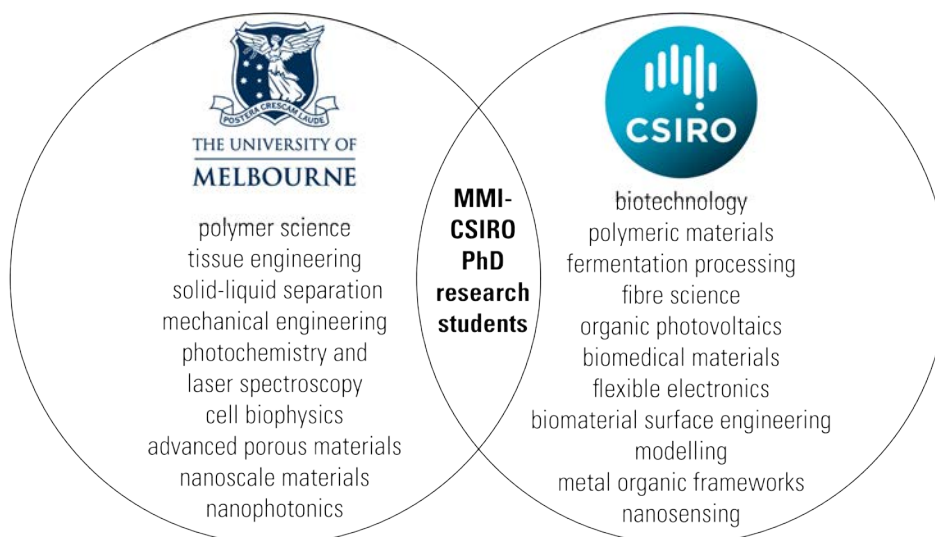 POSTERA CRESCAM LAUDE
THE UNIVERSITY OF
MELBOURNE
polymer science
tissue engineering
solid-liquid separation
mechanical engineering
photochemistry and
laser spectroscopy
cell biophysics
advanced porous materials
nanoscale materials
nanophotonics
MMI-
CSIRO
PhD
research
students
CSIRO
biotechnology
polymeric materials
fermentation processing
fibre science
organic photovoltaics
biomedical materials
flexible electronics
biomaterial surface engineering
modelling
metal organic frameworks
nanosensing